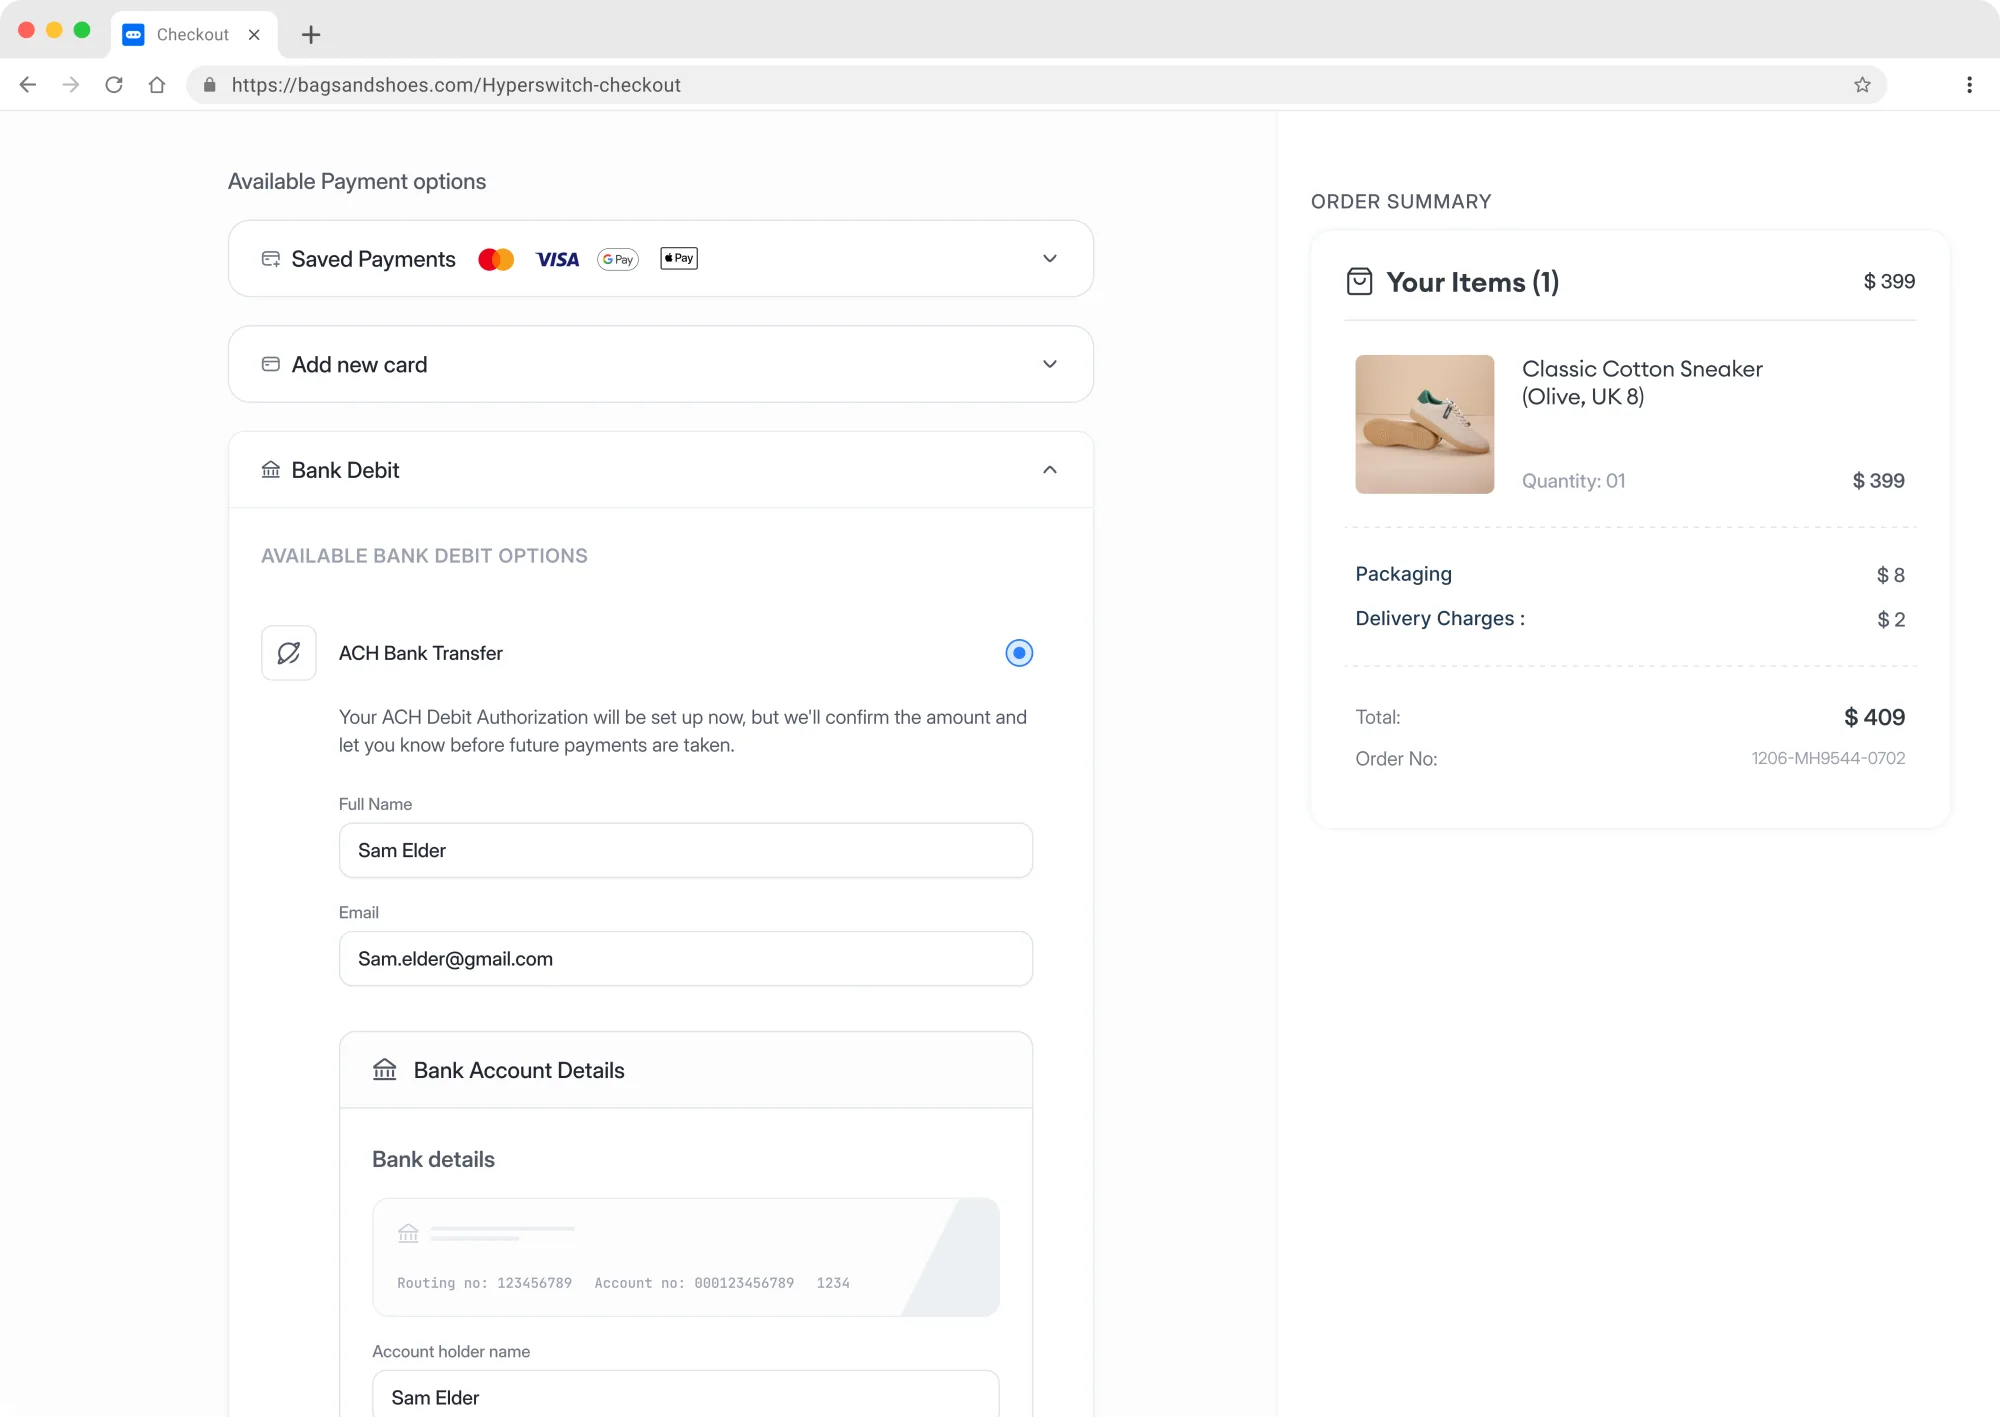 Checkout
https://bagsandshoes.com/Hyperswitch-checkout
Available Payment options
Saved Payments VISA G Pay Pay
Add new card
Bank Debit
AVAILABLE BANK DEBIT OPTIONS
ACH Bank Transfer
Your ACH Debit Authorization will be set up now, but we'll confirm the amount and
let you know before future payments are taken.
Full Name
Sam Elder
Email
Sam.elder@gmail.com
Bank Account Details
Bank details
Routing no: 123456789 Account no: 000123456789 1234
Account holder name
Sam Elder
ORDER SUMMARY
Your Items (1) $ 399
Classic Cotton Sneaker
(Olive, UK 8)
Quantity: 01 $ 399
Packaging $ 8
Delivery Charges : $ 2
Total: $ 409
Order No: 1206-MH9544-0702